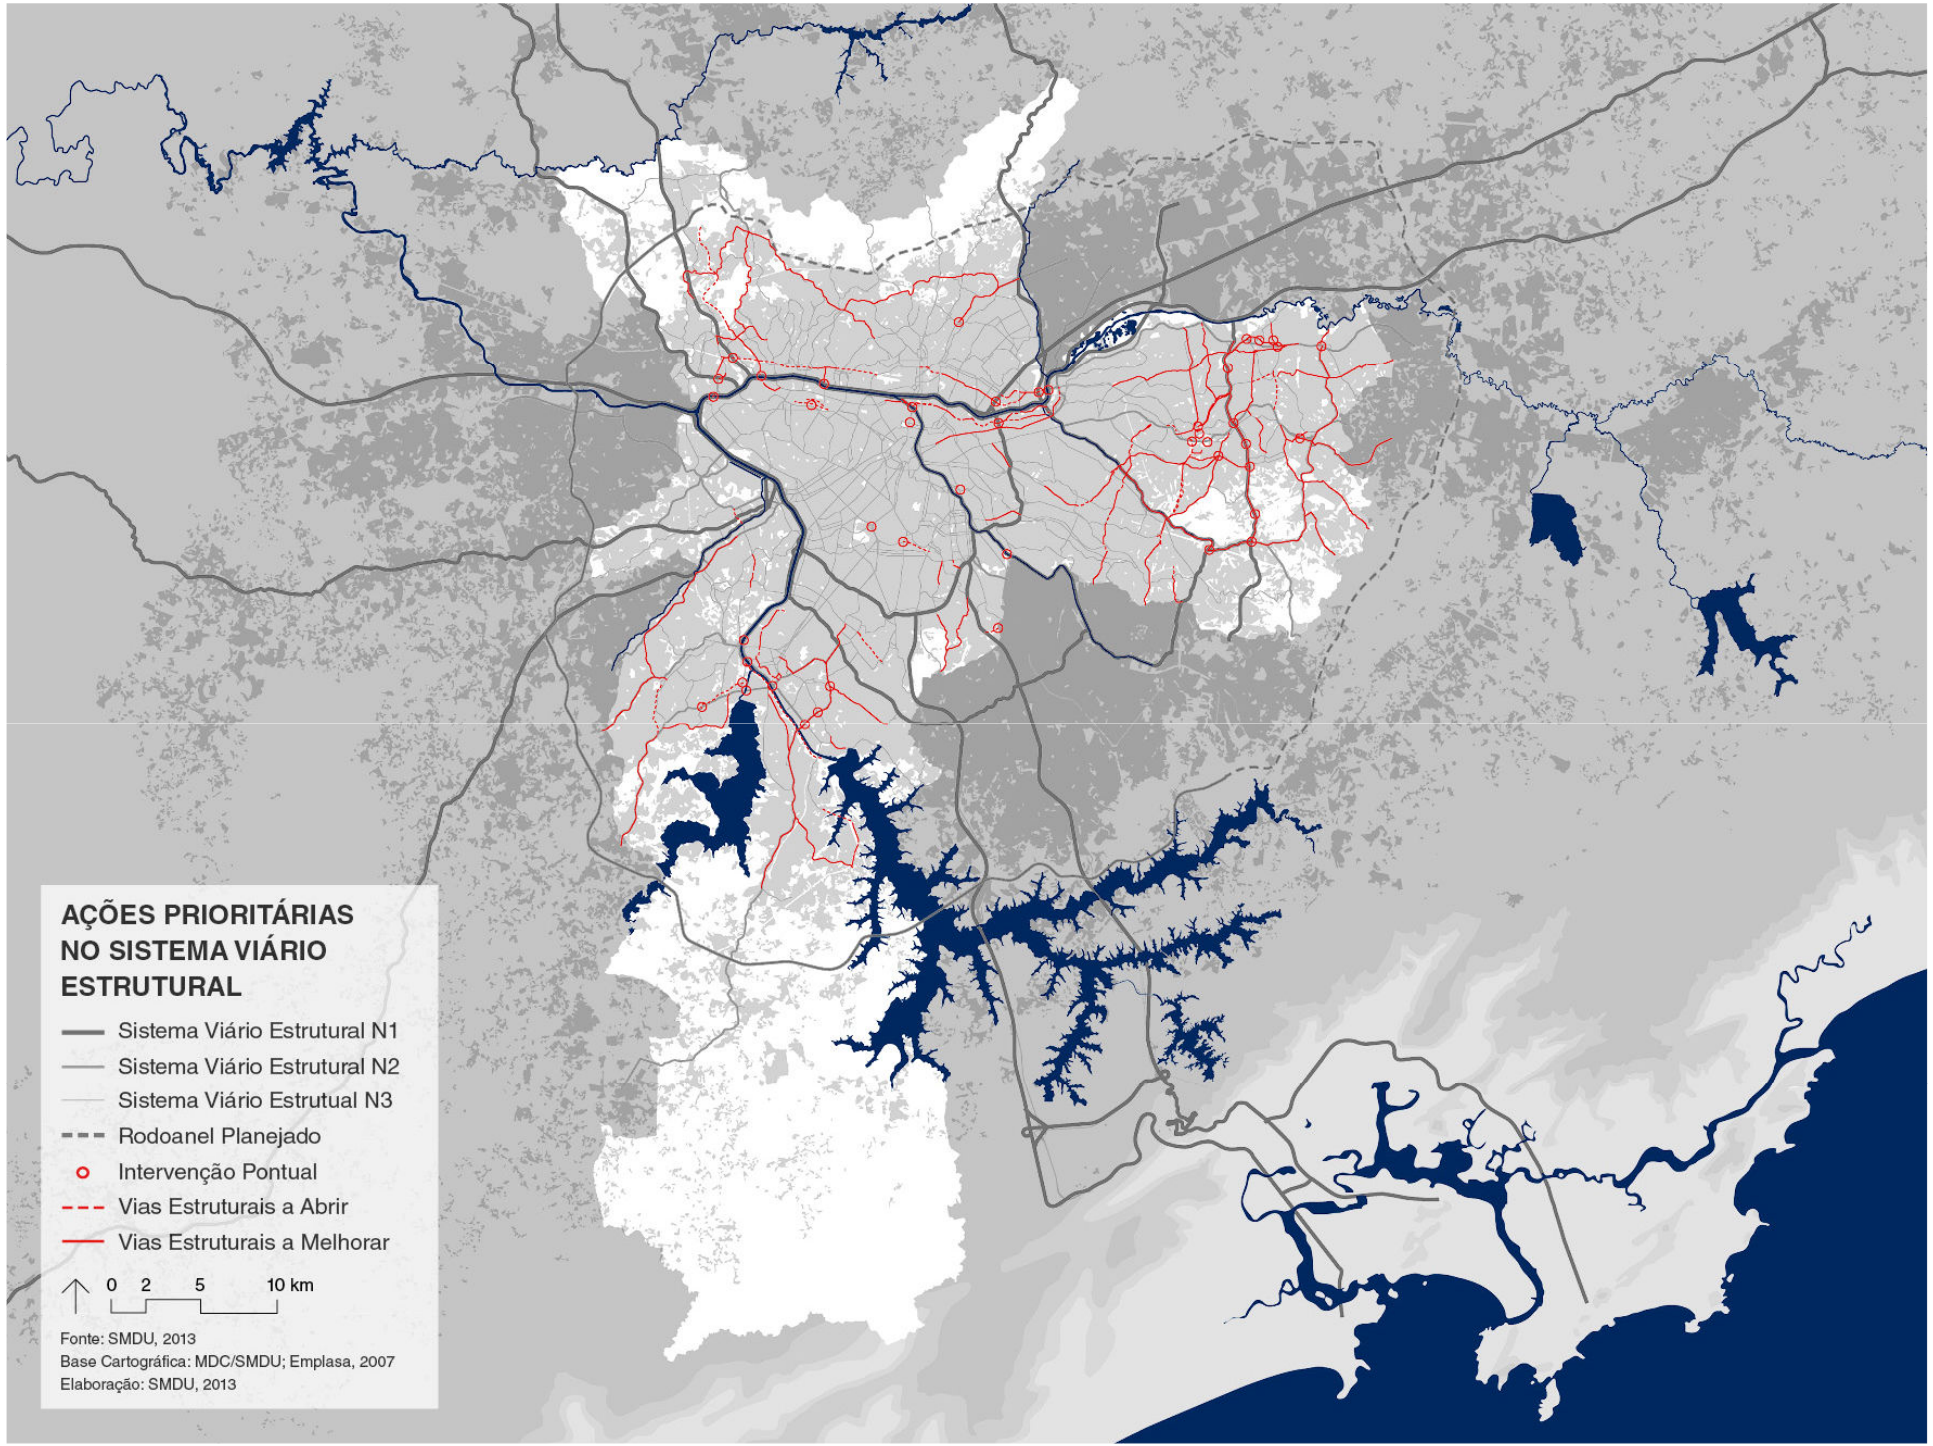 AÇÕES PRIORITÁRIAS
NO SISTEMA VIÁRIO
ESTRUTURAL
Sistema Viário Estrutural N1
Sistema Viário Estrutural N2
Sistema Viário Estrutual N3
Rodoanel Planejado
Intervenção Pontual
Vias Estruturais a Abrir
Vias Estruturais a Melhorar
0 2 5 10 km
Fonte: SMDU, 2013
Base Cartográfica: MDC/SMDU; Emplasa, 2007
Elaboração: SMDU, 2013